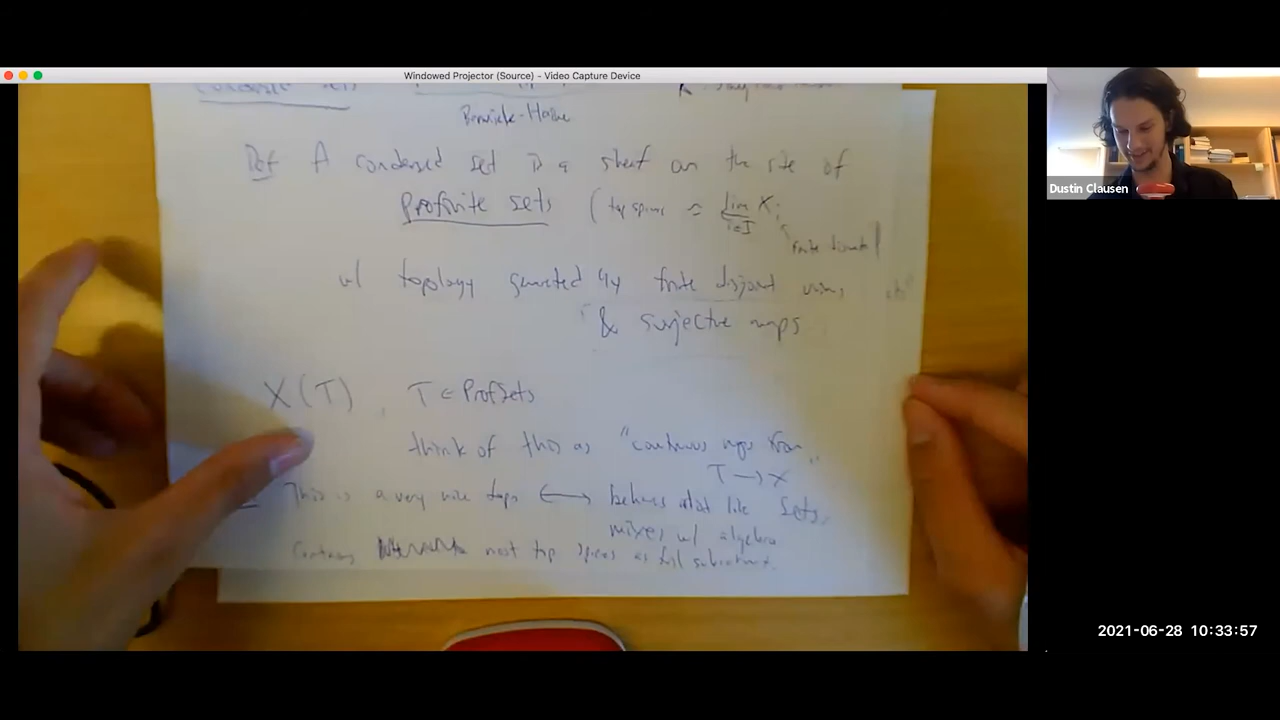 Windowed Projector (Source) - Video Capture Device
Barwick-Haine
Def A condensed set is a sheaf on the site of
Profinite sets (top spaces ≅ lim X_i
i∈I
w/ topology generated by finite disjoint unions
& surjective maps
X(T), T ∈ ProfSets
think of this as "continuous maps from
T → X"
This is a very nice topos ⟷ behaves a lot like Sets,
mixes w/ algebra
Contains most top spaces as full subcategory.
Dustin Clausen
2021-06-28 10:33:57